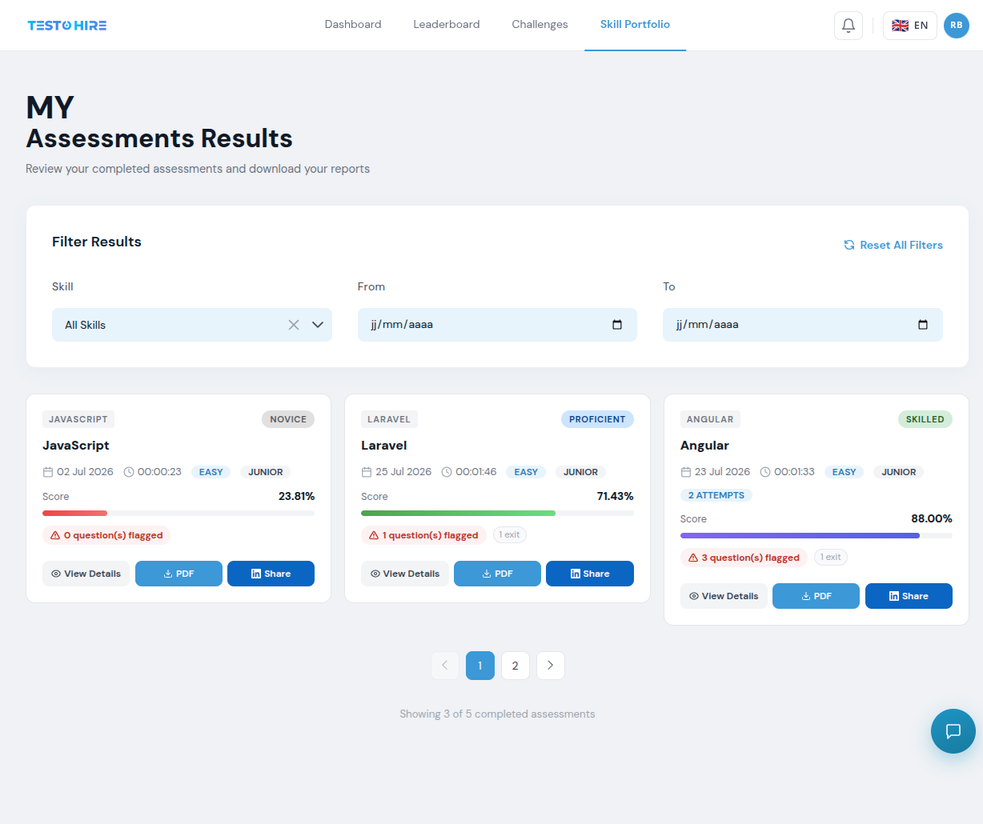 TESTHIRE
Dashboard Leaderboard Challenges Skill Portfolio EN RB
MY
Assessments Results
Review your completed assessments and download your reports
Filter Results
Reset All Filters
Skill From To
All Skills jj/mm/aaaa jj/mm/aaaa
JAVASCRIPT NOVICE
JavaScript
02 Jul 2026 00:00:23 EASY JUNIOR
Score 23.81%
0 question(s) flagged
View Details PDF Share
LARAVEL PROFICIENT
Laravel
25 Jul 2026 00:01:46 EASY JUNIOR
Score 71.43%
1 question(s) flagged 1 exit
View Details PDF Share
ANGULAR SKILLED
Angular
23 Jul 2026 00:01:33 EASY JUNIOR
2 ATTEMPTS
Score 88.00%
3 question(s) flagged 1 exit
View Details PDF Share
1 2
Showing 3 of 5 completed assessments